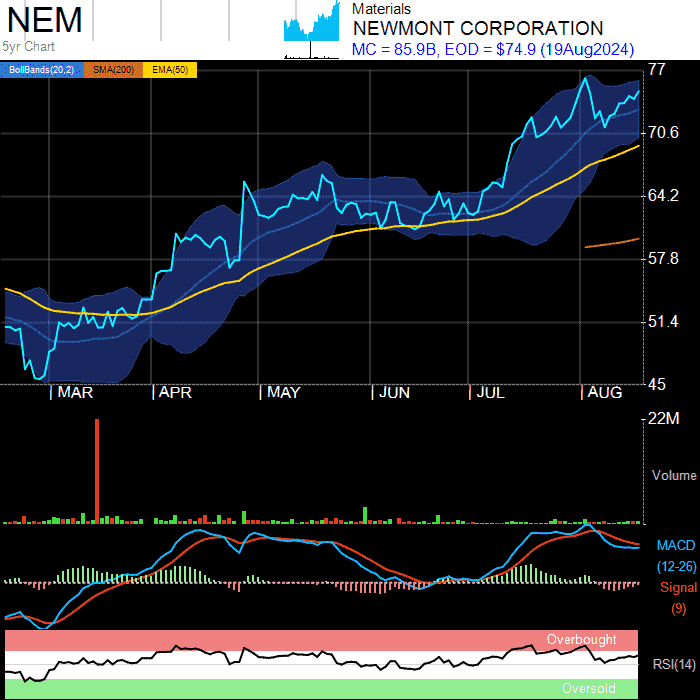 NEM
5yr Chart
Materials
NEWMONT CORPORATION
MC = 85.9B, EOD = $74.9 (19Aug2024)
BollBands(20,2) SMA(200) EMA(50)
77
70.6
64.2
57.8
51.4
45
MAR APR MAY JUN JUL AUG
22M
Volume
MACD
(12-26)
Signal
(9)
Overbought
RSI(14)
Oversold